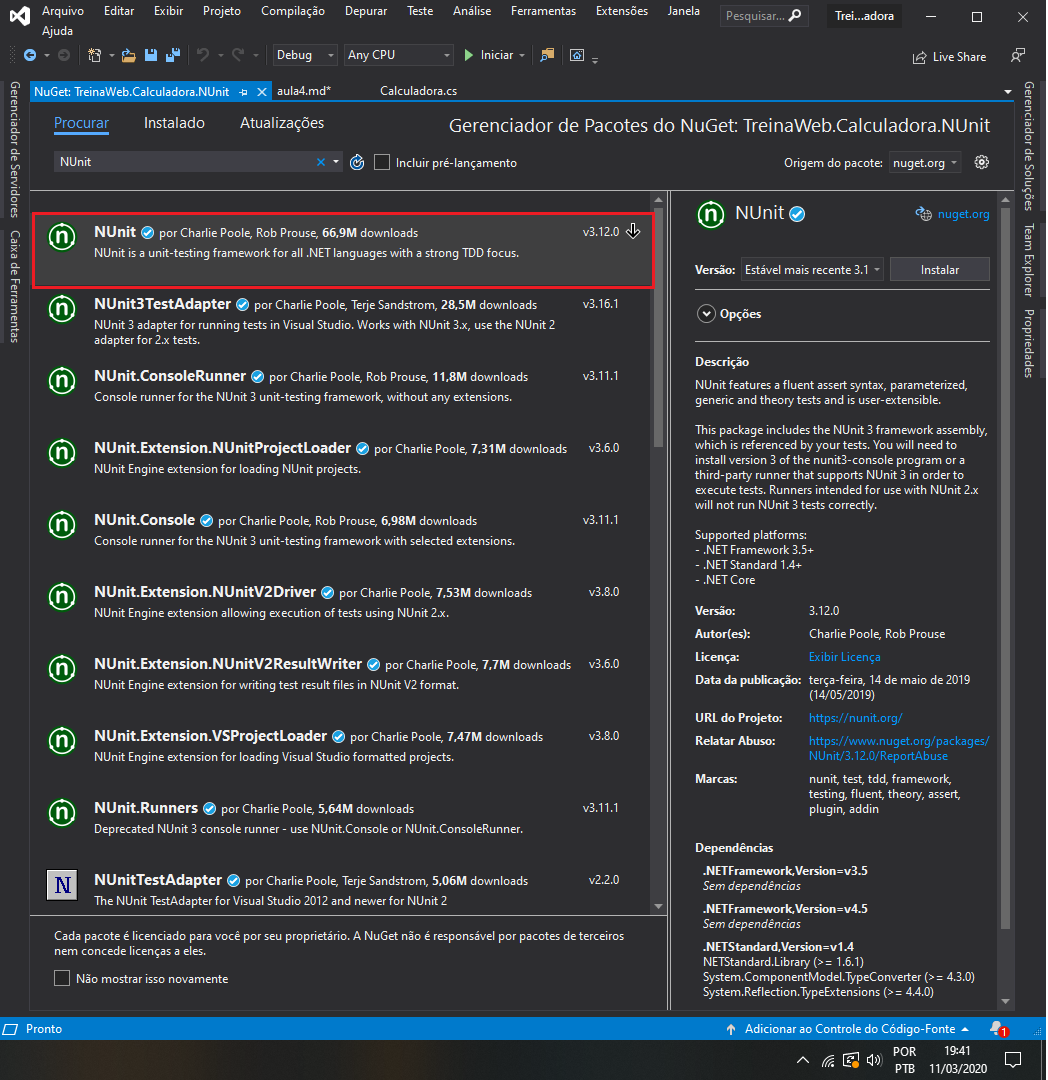 Arquivo Editar Exibir Projeto Compilação Depurar Teste Análise Ferramentas Extensões Janela
Ajuda
Pesquisar...
Trei...adora
Debug Any CPU Iniciar
Live Share
Gerenciador de Servidores
Caixa de Ferramentas
NuGet: TreinaWeb.Calculadora.NUnit aula4.md* Calculadora.cs
Procurar Instalado Atualizações
Gerenciador de Pacotes do NuGet: TreinaWeb.Calculadora.NUnit
NUnit Incluir pré-lançamento
Origem do pacote: nuget.org
NUnit por Charlie Poole, Rob Prouse, 66,9M downloads v3.12.0
NUnit is a unit-testing framework for all .NET languages with a strong TDD focus.
NUnit3TestAdapter por Charlie Poole, Terje Sandstrom, 28,5M downloads v3.16.1
NUnit 3 adapter for running tests in Visual Studio. Works with NUnit 3.x, use the NUnit 2
adapter for 2.x tests.
NUnit.ConsoleRunner por Charlie Poole, Rob Prouse, 11,8M downloads v3.11.1
Console runner for the NUnit 3 unit-testing framework, without any extensions.
NUnit.Extension.NUnitProjectLoader por Charlie Poole, 7,31M downloads v3.6.0
NUnit Engine extension for loading NUnit projects.
NUnit.Console por Charlie Poole, Rob Prouse, 6,98M downloads v3.11.1
Console runner for the NUnit 3 unit-testing framework with selected extensions.
NUnit.Extension.NUnitV2Driver por Charlie Poole, 7,53M downloads v3.8.0
NUnit Engine extension allowing execution of tests using NUnit 2.x.
NUnit.Extension.NUnitV2ResultWriter por Charlie Poole, 7,7M downloads v3.6.0
NUnit Engine extension for writing test result files in NUnit V2 format.
NUnit.Extension.VSProjectLoader por Charlie Poole, 7,47M downloads v3.8.0
NUnit Engine extension for loading Visual Studio formatted projects.
NUnit.Runners por Charlie Poole, 5,64M downloads v3.11.1
Deprecated NUnit 3 console runner - use NUnit.Console or NUnit.ConsoleRunner.
N
NUnitTestAdapter por Charlie Poole, Terje Sandstrom, 5,06M downloads v2.2.0
The NUnit TestAdapter for Visual Studio 2012 and newer for NUnit 2
Cada pacote é licenciado para você por seu proprietário. A NuGet não é responsável por pacotes de terceiros
nem concede licenças a eles.
Não mostrar isso novamente
NUnit nuget.org
Versão: Estável mais recente 3.1 Instalar
Opções
Descrição
NUnit features a fluent assert syntax, parameterized,
generic and theory tests and is user-extensible.
This package includes the NUnit 3 framework assembly,
which is referenced by your tests. You will need to
install version 3 of the nunit3-console program or a
third-party runner that supports NUnit 3 in order to
execute tests. Runners intended for use with NUnit 2.x
will not run NUnit 3 tests correctly.
Supported platforms:
- .NET Framework 3.5+
- .NET Standard 1.4+
- .NET Core
Versão: 3.12.0
Autor(es): Charlie Poole, Rob Prouse
Licença: Exibir Licença
Data da publicação: terça-feira, 14 de maio de 2019
(14/05/2019)
URL do Projeto: https://nunit.org/
Relatar Abuso: https://www.nuget.org/packages/
NUnit/3.12.0/ReportAbuse
Marcas: nunit, test, tdd, framework,
testing, fluent, theory, assert,
plugin, addin
Dependências
.NETFramework,Version=v3.5
Sem dependências
.NETFramework,Version=v4.5
Sem dependências
.NETStandard,Version=v1.4
NETStandard.Library (>= 1.6.1)
System.ComponentModel.TypeConverter (>= 4.3.0)
System.Reflection.TypeExtensions (>= 4.4.0)
Gerenciador de Soluções
Team Explorer
Propriedades
Pronto
Adicionar ao Controle do Código-Fonte
1
POR
PTB
19:41
11/03/2020